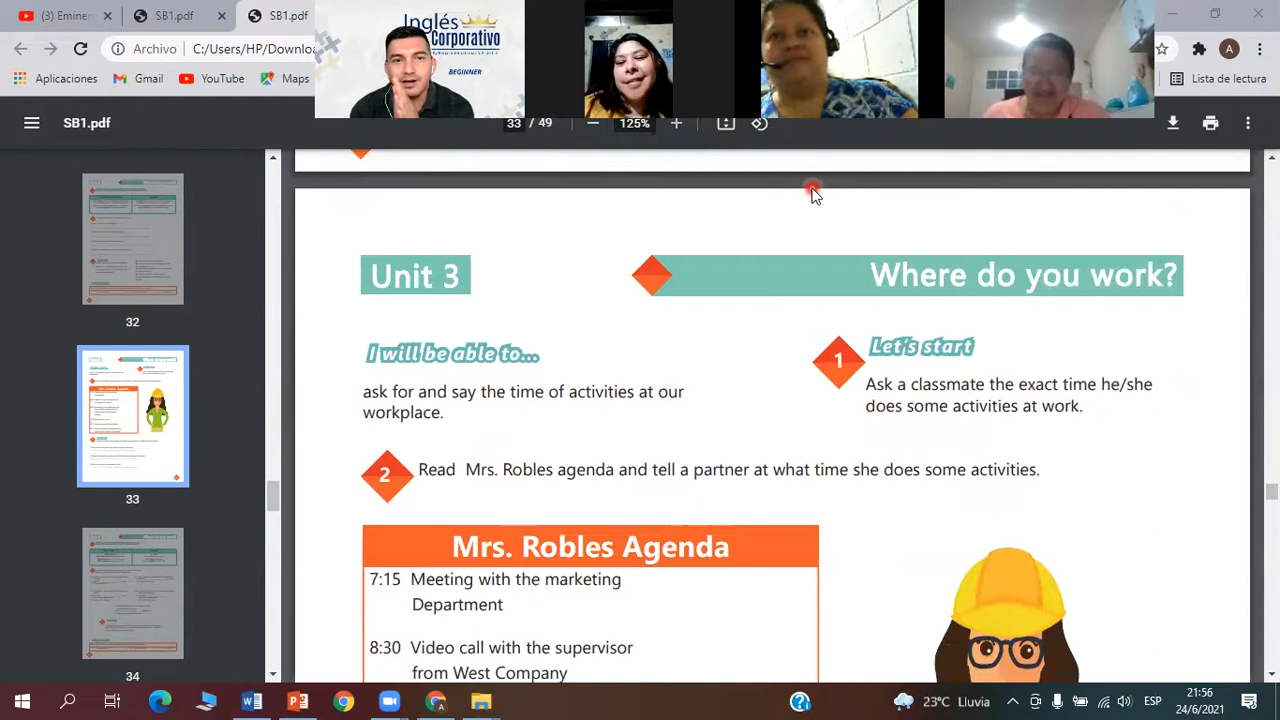 SB1.pdf
SB1.pdf
Archivo
C:/Users/HP/Downlo
Aplicaciones
Gmail
YouTube
Maps
Lista de lectura
A
Inglés
Corporativo
BEGINNER
SB1.pdf
33 / 49
125%
32
33
34
Unit 3
Where do you work?
I will be able to...
ask for and say the time of activities at our
workplace.
1
Let's start
Ask a classmate the exact time he/she
does some activities at work.
2
Read Mrs. Robles agenda and tell a partner at what time she does some activities.
Mrs. Robles Agenda
7:15 Meeting with the marketing
Department
8:30 Video call with the supervisor
from West Company
23°C Lluvia
ESP
21:56
24/6/2021